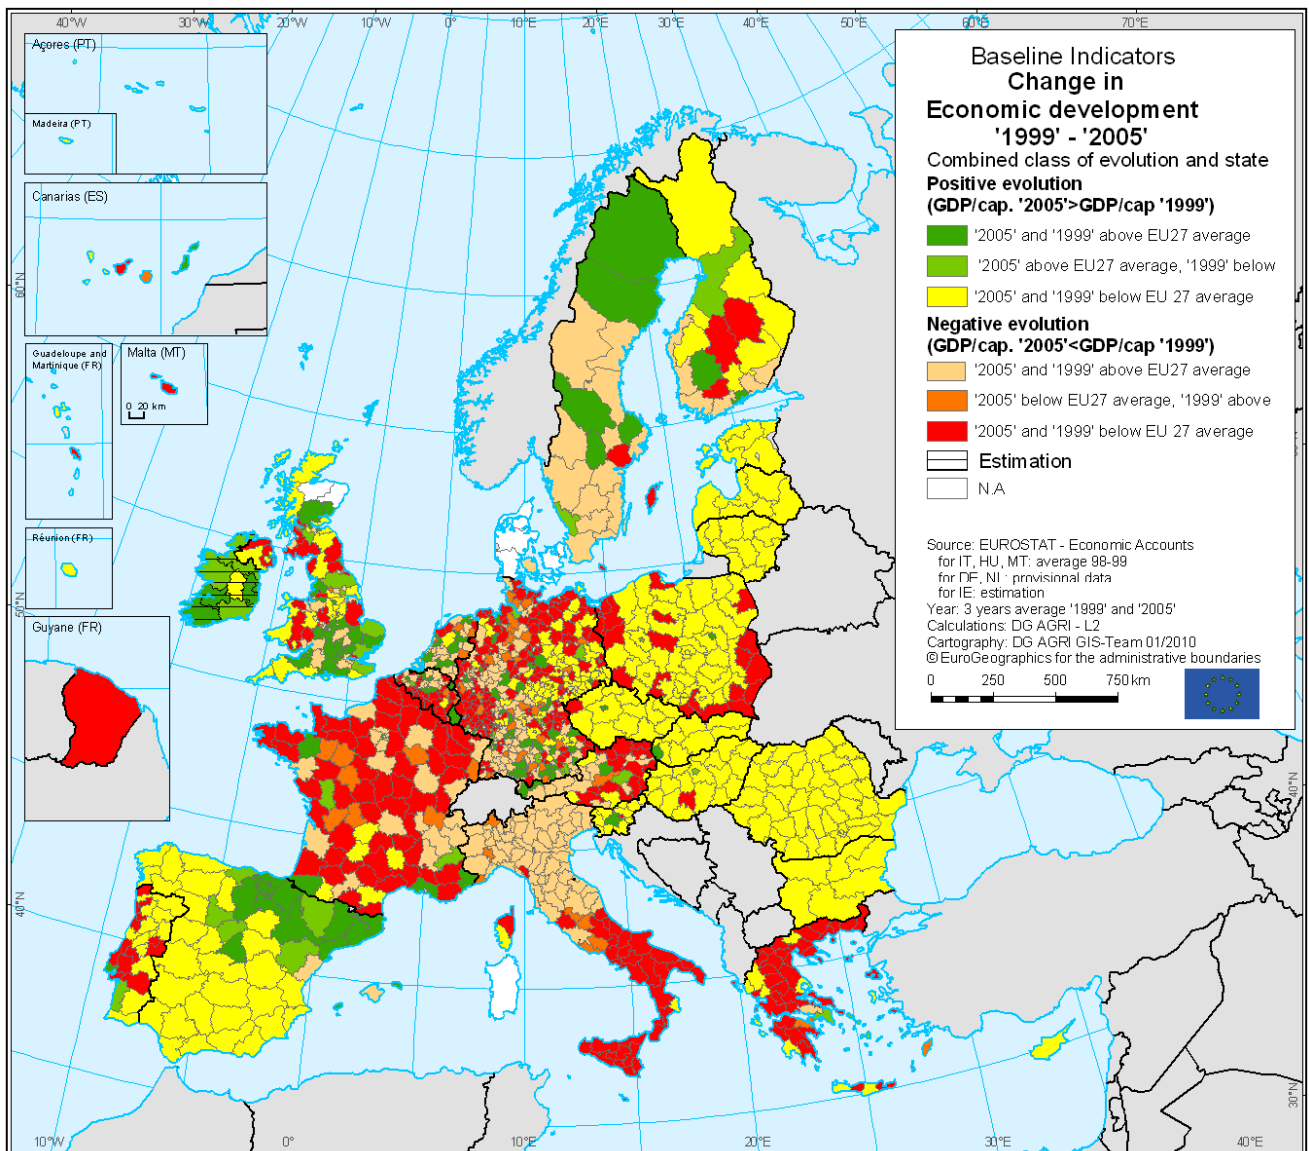 40°W
30°W
20°W
10°W
0°
10°E
20°E
30°E
40°E
50°E
60°E
70°E
Açores (PT)
Madeira (PT)
Canarias (ES)
Guadeloupe and
Martinique (FR)
Malta (MT)
0 20 km
Réunion (FR)
Guyane (FR)
Baseline Indicators
Change in
Economic development
'1999' - '2005'
Combined class of evolution and state
Positive evolution
(GDP/cap. '2005'>GDP/cap '1999')
'2005' and '1999' above EU27 average
'2005' above EU27 average, '1999' below
'2005' and '1999' below EU 27 average
Negative evolution
(GDP/cap. '2005'<GDP/cap '1999')
'2005' and '1999' above EU27 average
'2005' below EU27 average, '1999' above
'2005' and '1999' below EU 27 average
Estimation
N.A
Source: EUROSTAT - Economic Accounts
for IT, HU, MT: average 98-99
for DE, NL: provisional data
for IE: estimation
Year: 3 years average '1999' and '2005'
Calculations: DG AGRI - L2
Cartography: DG AGRI GIS-Team 01/2010
© EuroGeographics for the administrative boundaries
0 250 500 750 km
60°N
50°N
40°N
40°N
30°N
10°W
0°
10°E
20°E
30°E
40°E